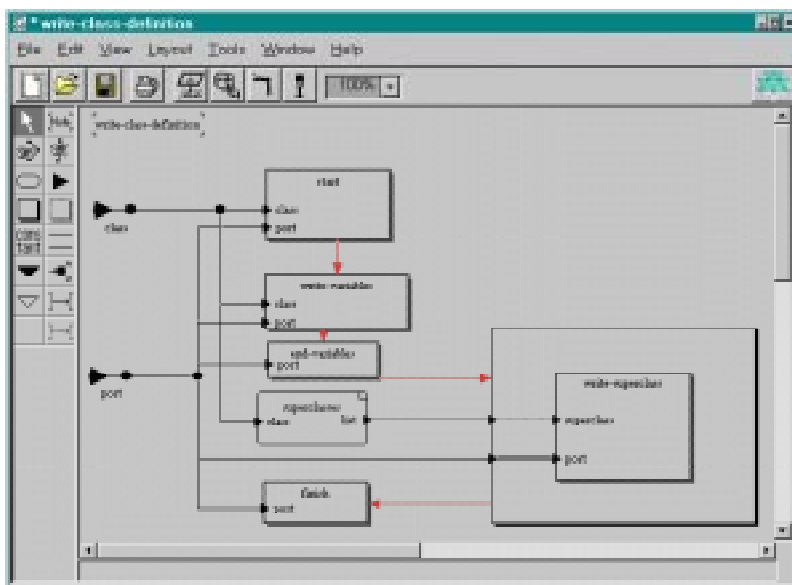 * write-class-definition
File Edit View Layout Tools Window Help
100%
write-class-definition
start
class
port
class
write-variables
class
port
end-variables
port
port
superclasses
class list
write-superclass
superclass
port
finish
port